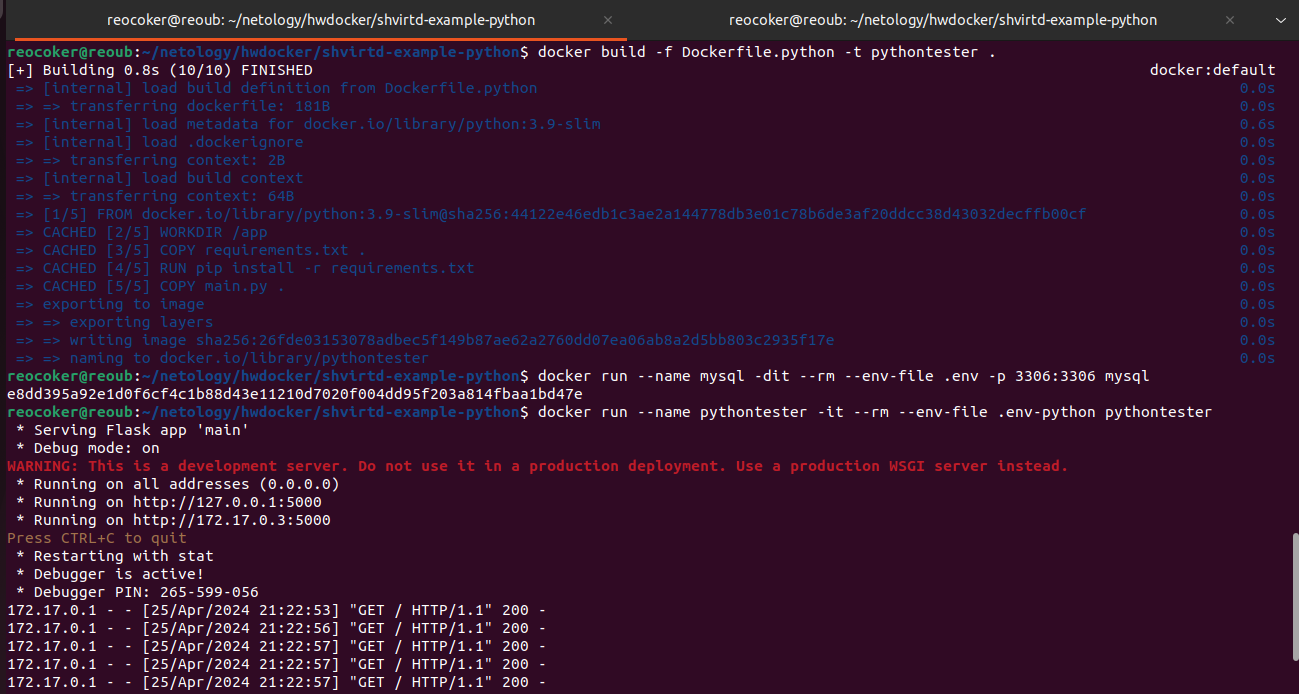 reocoker@reoub: ~/netology/hwdocker/shvirtd-example-python × reocoker@reoub: ~/netology/hwdocker/shvirtd-example-python ×
reocoker@reoub:~/netology/hwdocker/shvirtd-example-python$ docker build -f Dockerfile.python -t pythontester .
[+] Building 0.8s (10/10) FINISHED docker:default
=> [internal] load build definition from Dockerfile.python 0.0s
=> => transferring dockerfile: 181B 0.0s
=> [internal] load metadata for docker.io/library/python:3.9-slim 0.6s
=> [internal] load .dockerignore 0.0s
=> => transferring context: 2B 0.0s
=> [internal] load build context 0.0s
=> => transferring context: 64B 0.0s
=> [1/5] FROM docker.io/library/python:3.9-slim@sha256:44122e46edb1c3ae2a144778db3e01c78b6de3af20ddcc38d43032decffb00cf 0.0s
=> CACHED [2/5] WORKDIR /app 0.0s
=> CACHED [3/5] COPY requirements.txt . 0.0s
=> CACHED [4/5] RUN pip install -r requirements.txt 0.0s
=> CACHED [5/5] COPY main.py . 0.0s
=> exporting to image 0.0s
=> => exporting layers 0.0s
=> => writing image sha256:26fde03153078adbec5f149b87ae62a2760dd07ea06ab8a2d5bb803c2935f17e 0.0s
=> => naming to docker.io/library/pythontester 0.0s
reocoker@reoub:~/netology/hwdocker/shvirtd-example-python$ docker run --name mysql -dit --rm --env-file .env -p 3306:3306 mysql
e8dd395a92e1d0f6cf4c1b88d43e11210d7020f004dd95f203a814fbaa1bd47e
reocoker@reoub:~/netology/hwdocker/shvirtd-example-python$ docker run --name pythontester -it --rm --env-file .env-python pythontester
* Serving Flask app 'main'
* Debug mode: on
WARNING: This is a development server. Do not use it in a production deployment. Use a production WSGI server instead.
* Running on all addresses (0.0.0.0)
* Running on http://127.0.0.1:5000
* Running on http://172.17.0.3:5000
Press CTRL+C to quit
* Restarting with stat
* Debugger is active!
* Debugger PIN: 265-599-056
172.17.0.1 - - [25/Apr/2024 21:22:53] "GET / HTTP/1.1" 200 -
172.17.0.1 - - [25/Apr/2024 21:22:56] "GET / HTTP/1.1" 200 -
172.17.0.1 - - [25/Apr/2024 21:22:57] "GET / HTTP/1.1" 200 -
172.17.0.1 - - [25/Apr/2024 21:22:57] "GET / HTTP/1.1" 200 -
172.17.0.1 - - [25/Apr/2024 21:22:57] "GET / HTTP/1.1" 200 -